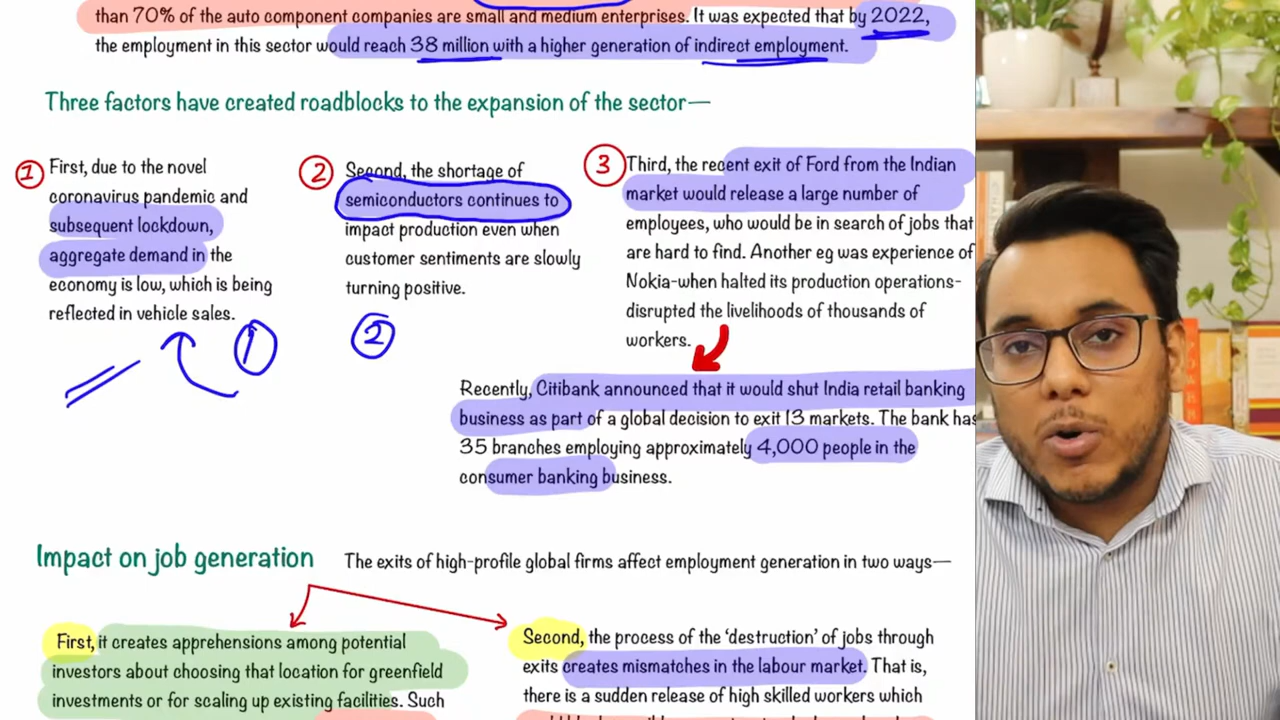 than 70% of the auto component companies are small and medium enterprises. It was expected that by 2022,
the employment in this sector would reach 38 million with a higher generation of indirect employment.
Three factors have created roadblocks to the expansion of the sector—
1
First, due to the novel
coronavirus pandemic and
subsequent lockdown,
aggregate demand in the
economy is low, which is being
reflected in vehicle sales.
1
2
Second, the shortage of
semiconductors continues to
impact production even when
customer sentiments are slowly
turning positive.
2
3
Third, the recent exit of Ford from the Indian
market would release a large number of
employees, who would be in search of jobs that
are hard to find. Another eg was experience of
Nokia-when halted its production operations-
disrupted the livelihoods of thousands of
workers.
Recently, Citibank announced that it would shut India retail banking
business as part of a global decision to exit 13 markets. The bank has
35 branches employing approximately 4,000 people in the
consumer banking business.
Impact on job generation
The exits of high-profile global firms affect employment generation in two ways—
First, it creates apprehensions among potential
investors about choosing that location for greenfield
investments or for scaling up existing facilities. Such
Second, the process of the 'destruction' of jobs through
exits creates mismatches in the labour market. That is,
there is a sudden release of high skilled workers which